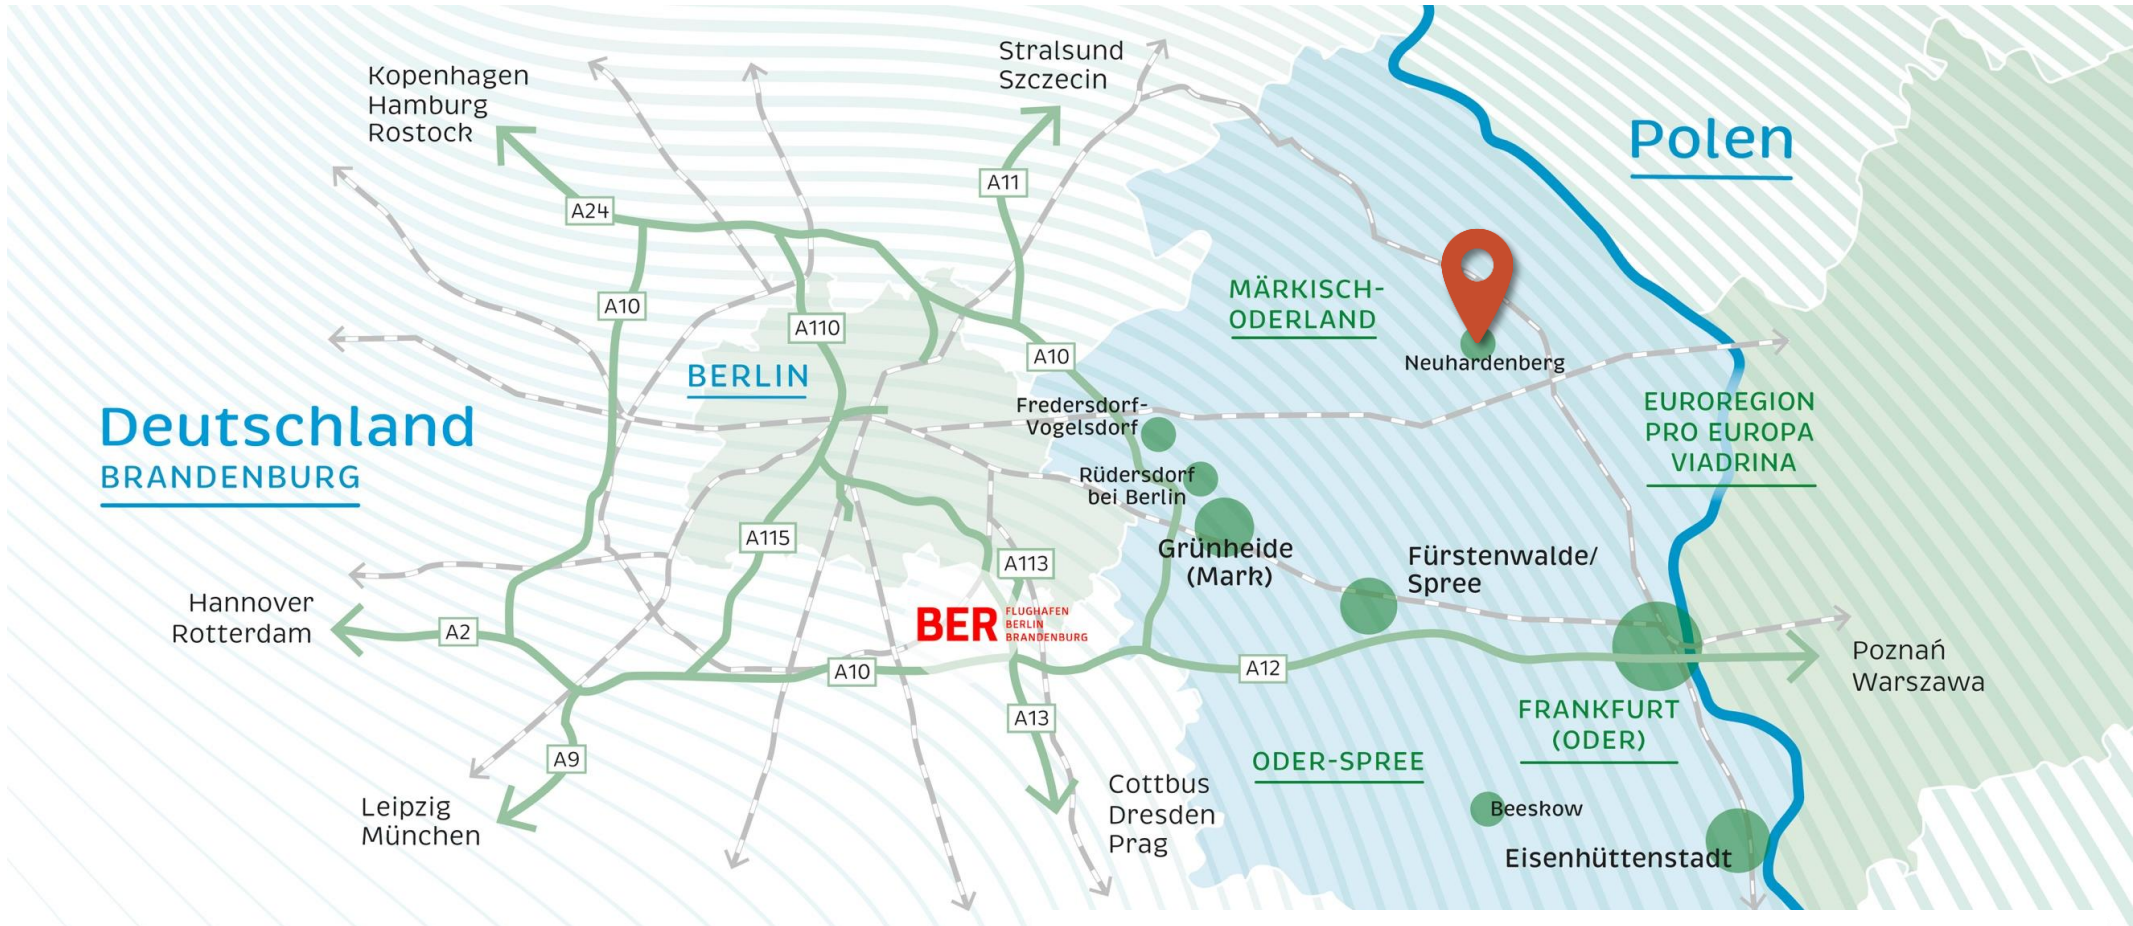 Kopenhagen
Hamburg
Rostock
Stralsund
Szczecin
Polen
A24
A11
A10
A110
MÄRKISCH-
ODERLAND
A10
Neuhardenberg
BERLIN
Deutschland
BRANDENBURG
Fredersdorf-
Vogelsdorf
EUROREGION
PRO EUROPA
VIADRINA
Rüdersdorf
bei Berlin
A115
Grünheide
(Mark)
A113
Fürstenwalde/
Spree
Hannover
Rotterdam
A2
BER
FLUGHAFEN
BERLIN
BRANDENBURG
A10
A12
Poznań
Warszawa
A13
FRANKFURT
(ODER)
A9
ODER-SPREE
Leipzig
München
Cottbus
Dresden
Prag
Beeskow
Eisenhüttenstadt